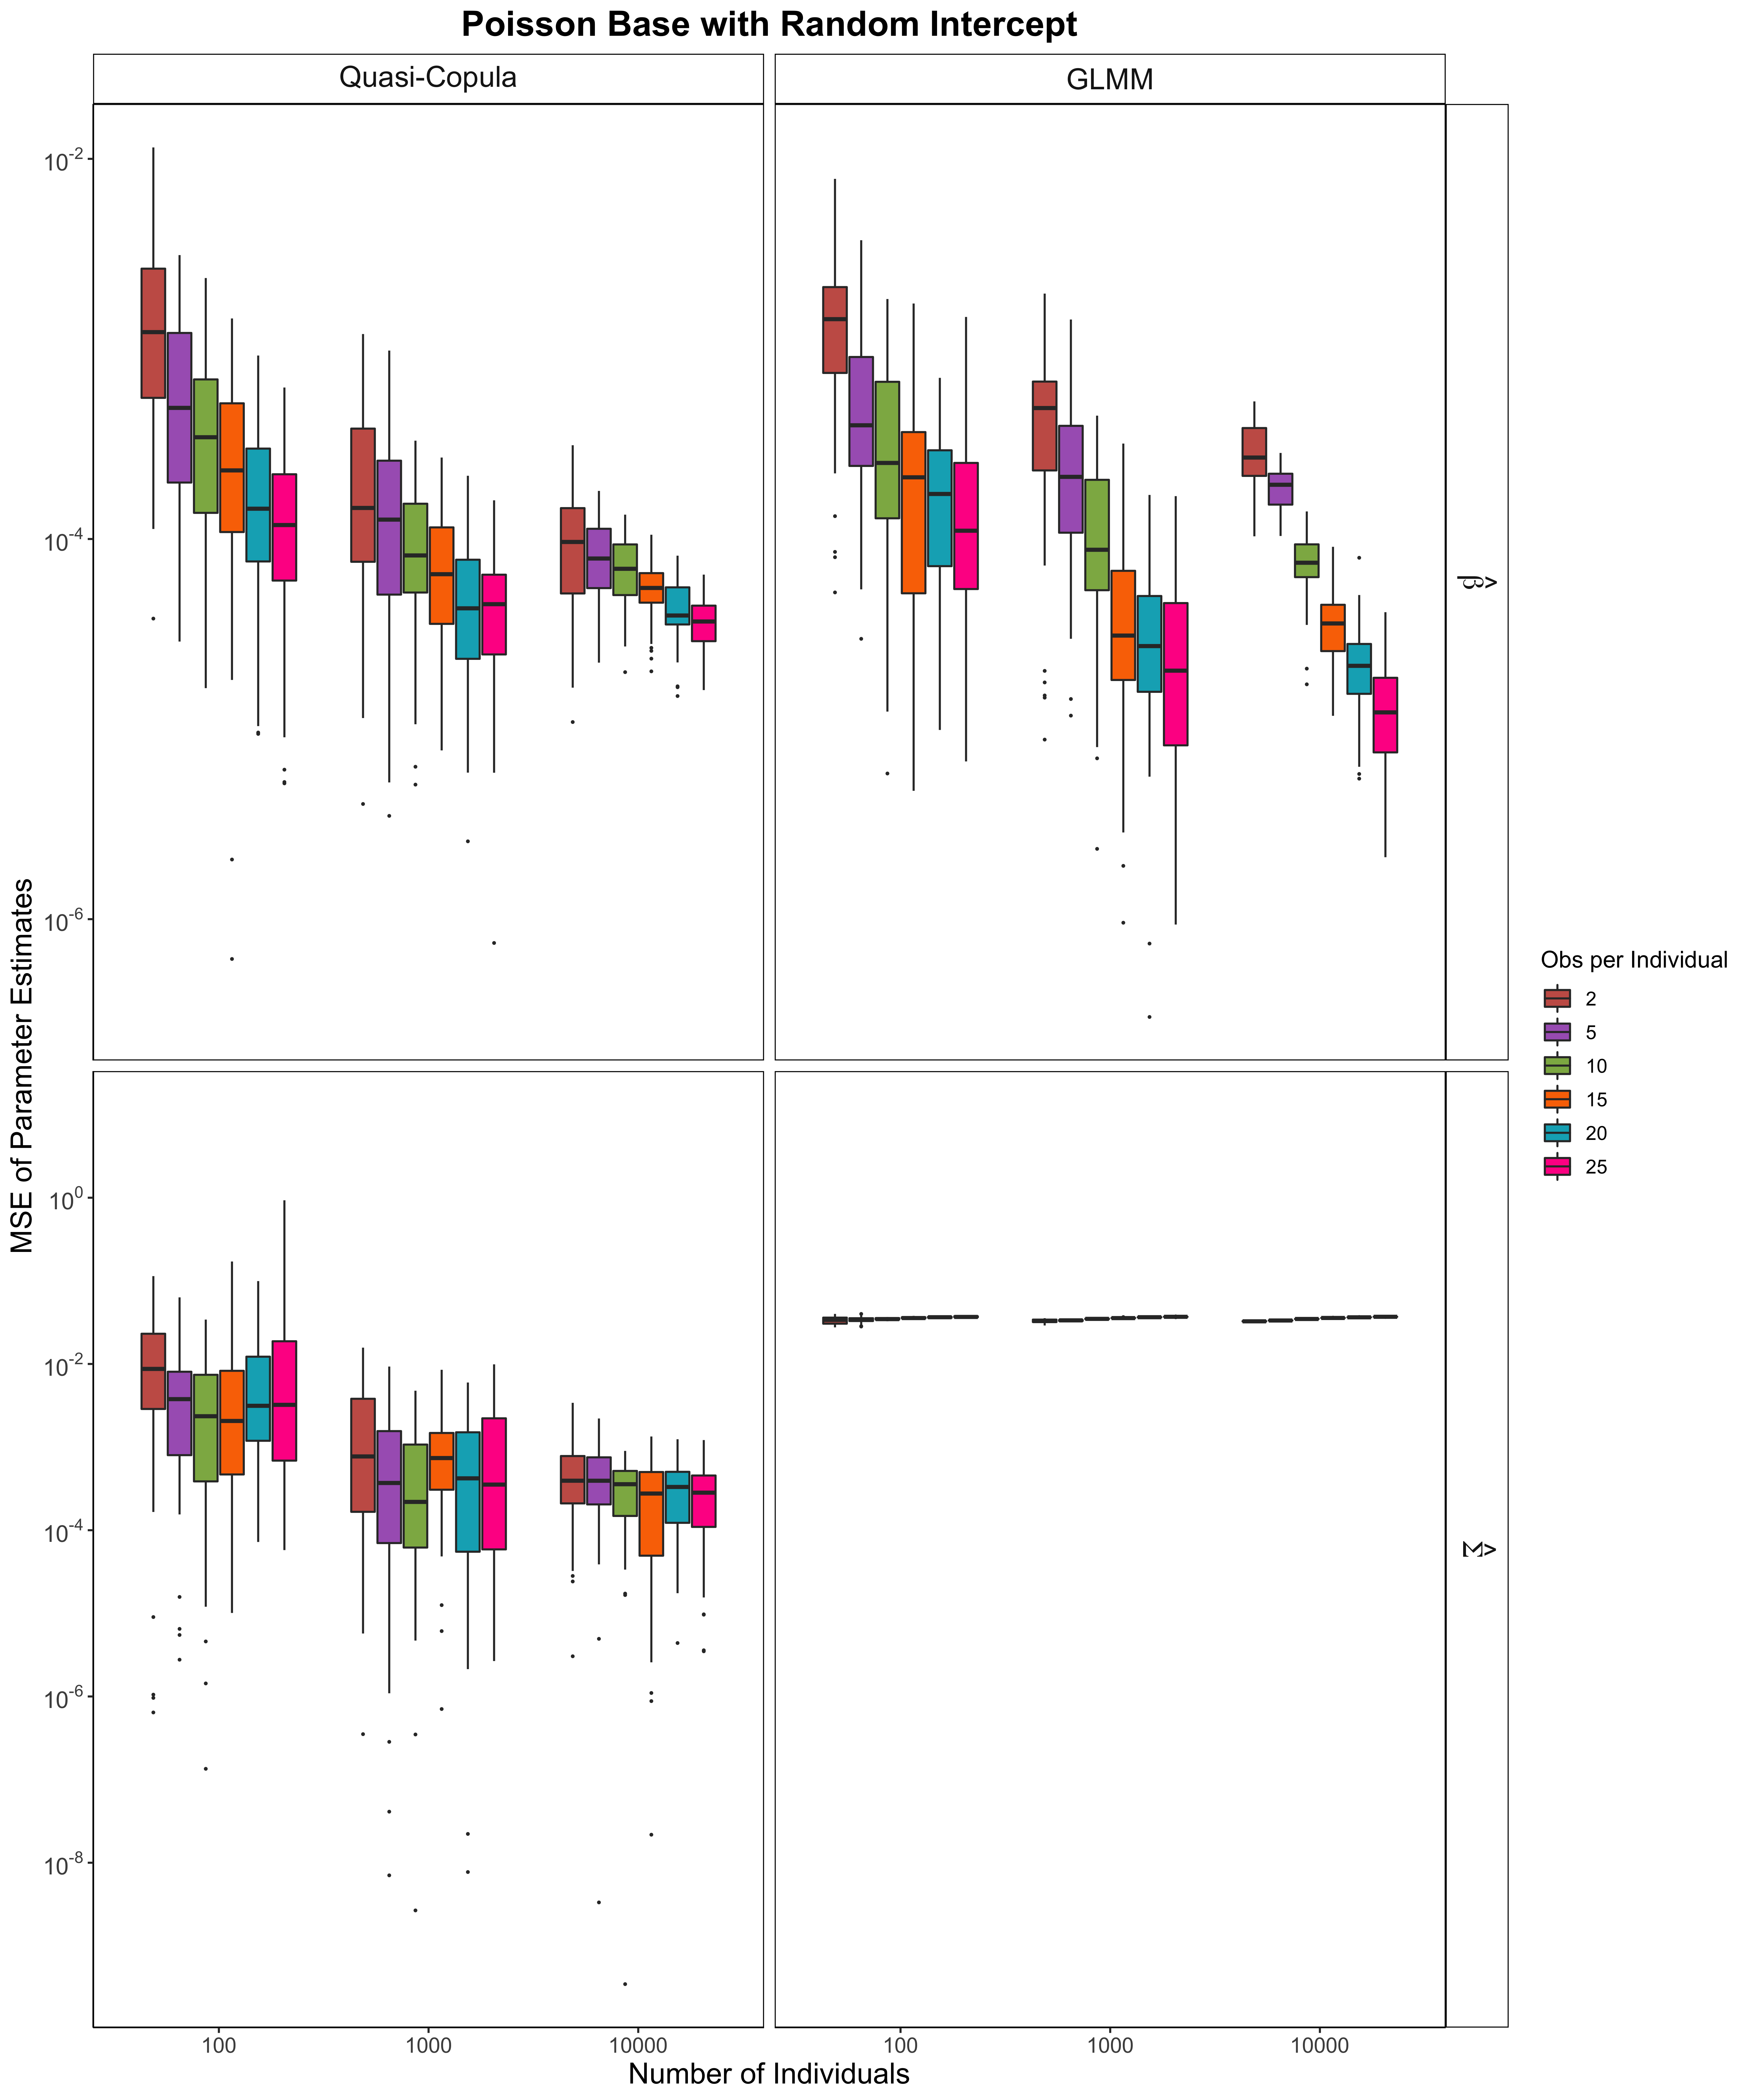 Poisson Base with Random Intercept
Quasi-Copula
GLMM
MSE of Parameter Estimates
10^-2
10^-4
10^-6
β̂
10^0
10^-2
10^-4
10^-6
10^-8
Σ̂
100
1000
10000
100
1000
10000
Number of Individuals
Obs per Individual
2
5
10
15
20
25